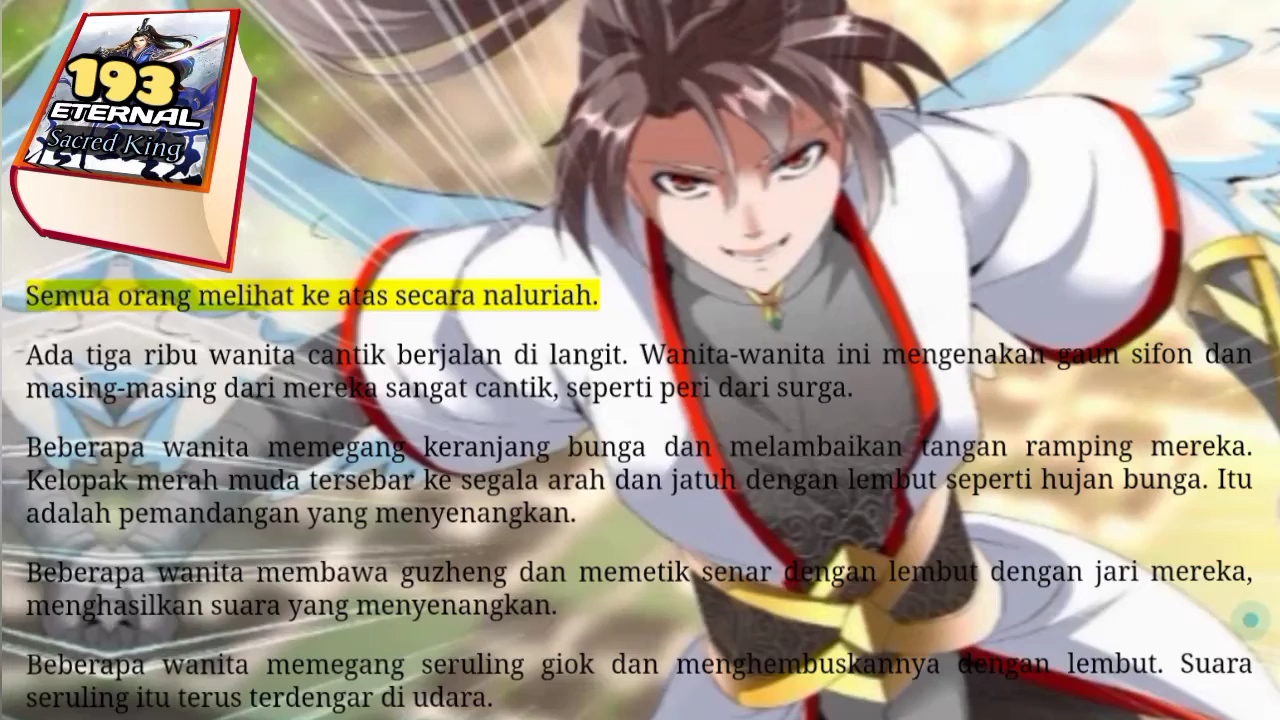 193
ETERNAL
Sacred King
Semua orang melihat ke atas secara naluriah.
Ada tiga ribu wanita cantik berjalan di langit. Wanita-wanita ini mengenakan gaun sifon dan
masing-masing dari mereka sangat cantik, seperti peri dari surga.
Beberapa wanita memegang keranjang bunga dan melambaikan tangan ramping mereka.
Kelopak merah muda tersebar ke segala arah dan jatuh dengan lembut seperti hujan bunga. Itu
adalah pemandangan yang menyenangkan.
Beberapa wanita membawa guzheng dan memetik senar dengan lembut dengan jari mereka,
menghasilkan suara yang menyenangkan.
Beberapa wanita memegang seruling giok dan menghembuskannya dengan lembut. Suara
seruling itu terus terdengar di udara.